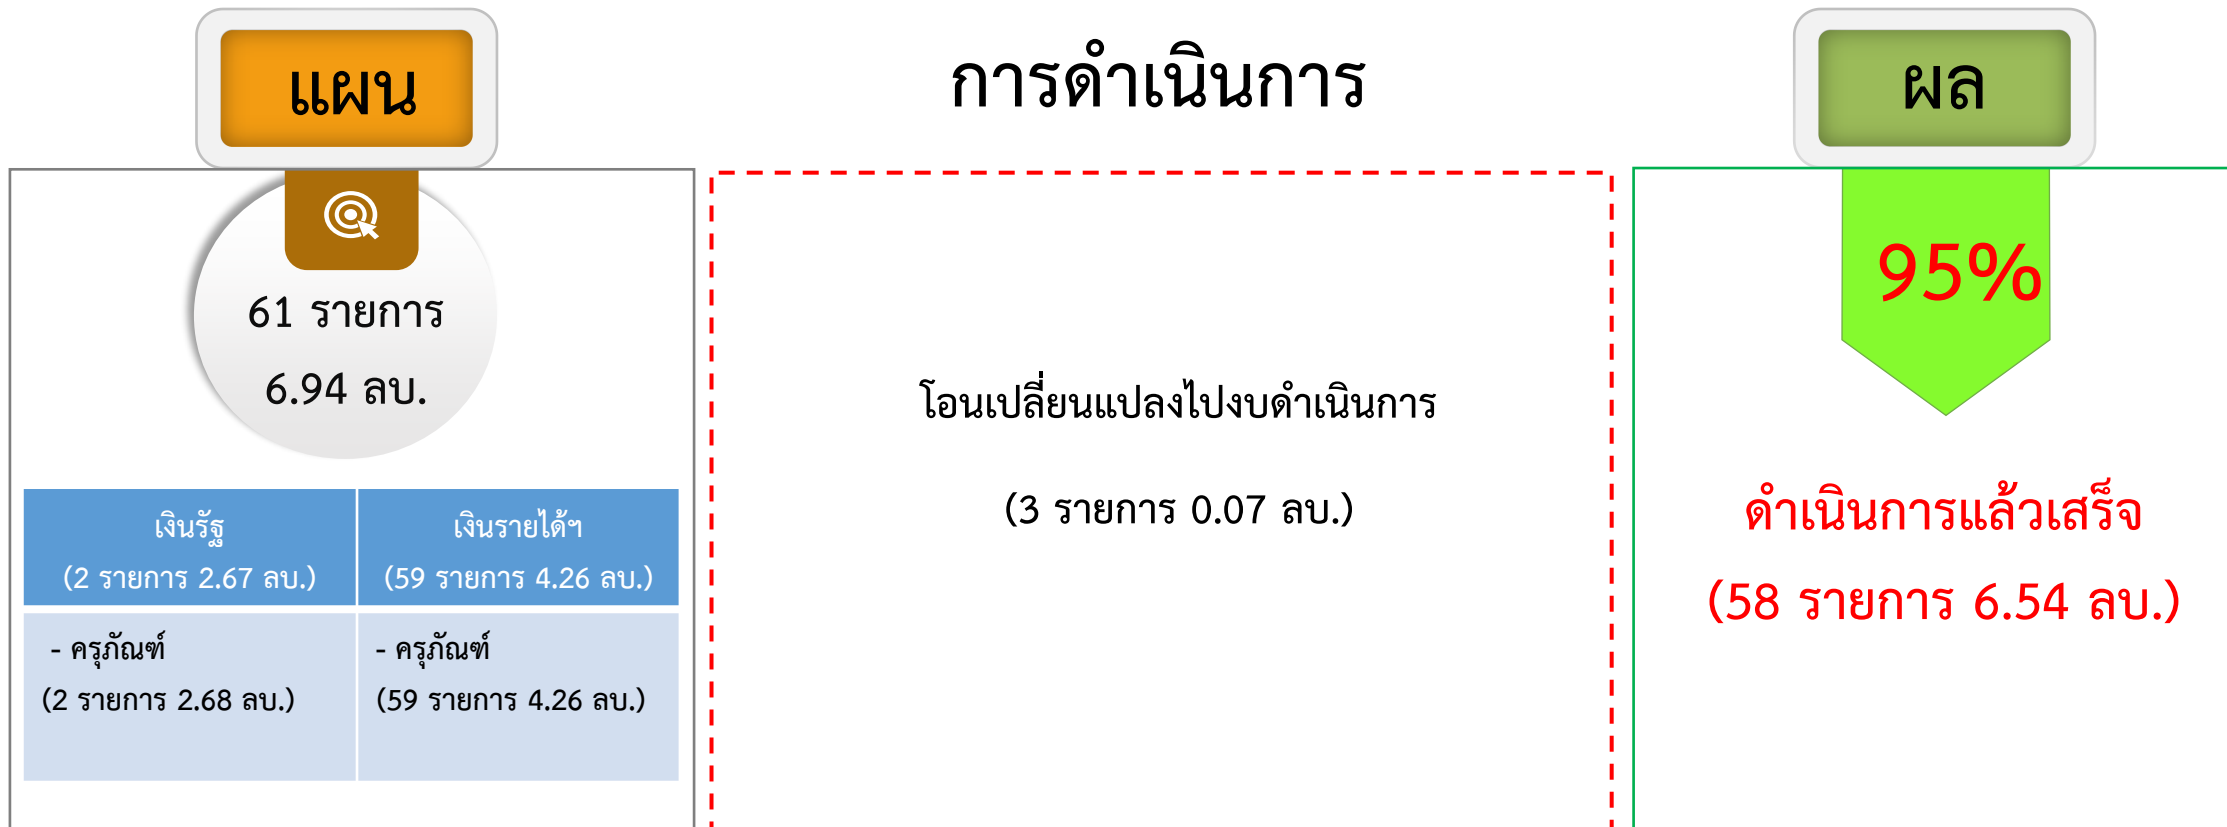 แผน
การดำเนินการ
ผล
61 รายการ
6.94 ลบ.
เงินรัฐ
(2 รายการ 2.67 ลบ.)
เงินรายได้ฯ
(59 รายการ 4.26 ลบ.)
- ครุภัณฑ์
(2 รายการ 2.68 ลบ.)
- ครุภัณฑ์
(59 รายการ 4.26 ลบ.)
โอนเปลี่ยนแปลงไปงบดำเนินการ
(3 รายการ 0.07 ลบ.)
95%
ดำเนินการแล้วเสร็จ
(58 รายการ 6.54 ลบ.)